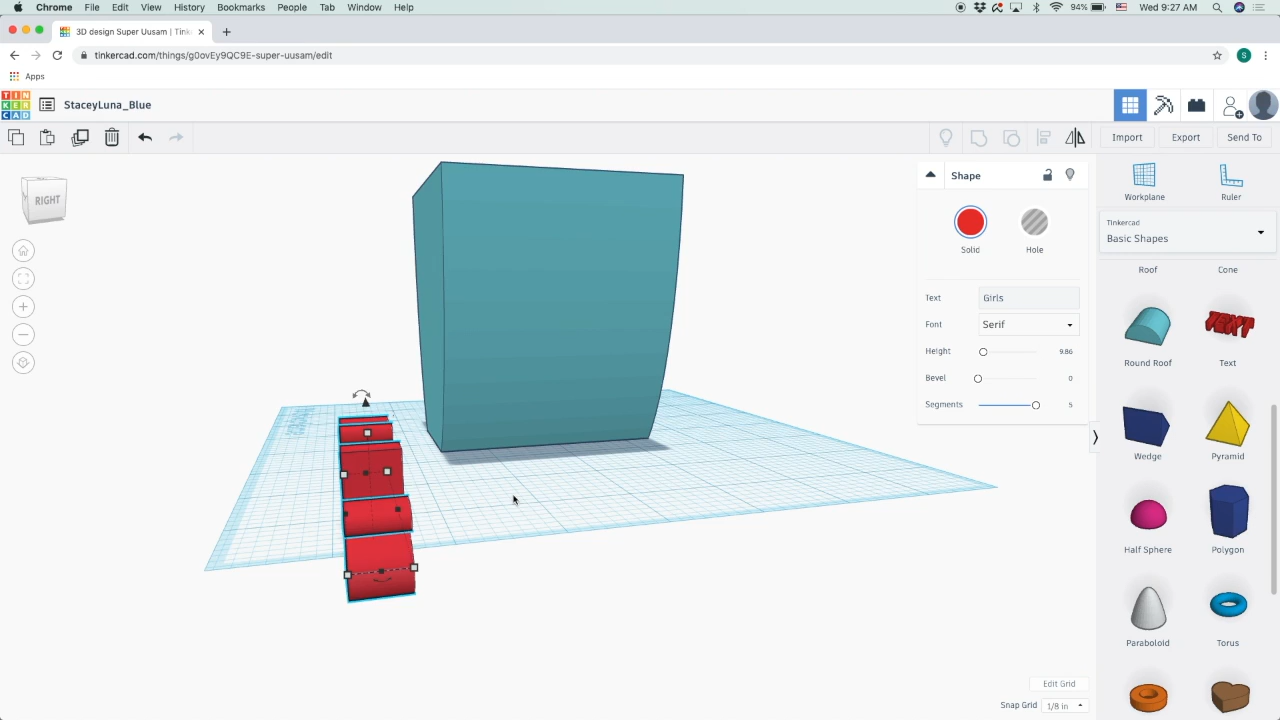 Chrome File Edit View History Bookmarks People Tab Window Help 94% Wed 9:27 AM
3D design Super Uusam | Tink
tinkercad.com/things/g0ovEy9QC9E-super-uusam/edit S
Apps
TIN
KER
CAD
StaceyLuna_Blue
Import Export Send To
RIGHT
Shape
Solid Hole
Text Girls
Font Serif
Height 9.86
Bevel 0
Segments 5
Workplane Ruler
Tinkercad
Basic Shapes
Roof Cone
TEXT
Round Roof Text
Wedge Pyramid
Half Sphere Polygon
Paraboloid Torus
Edit Grid
Snap Grid 1/8 in